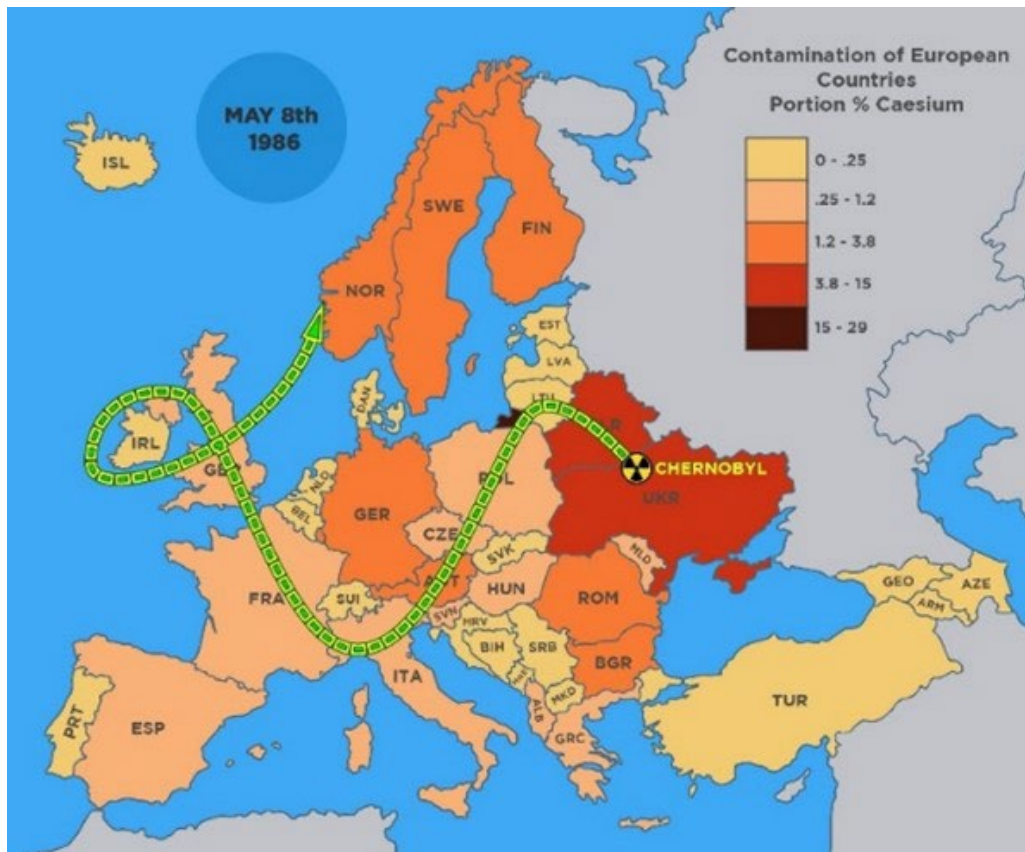 Contamination of European
Countries
Portion % Caesium
MAY 8th
1986
0 - .25
.25 - 1.2
1.2 - 3.8
3.8 - 15
15 - 29
ISL
SWE
FIN
NOR
EST
LVA
LTU
DAN
IRL
CHERNOBYL
NLD
UKR
BEL
GER
CZE
SVK
MLD
HUN
FRA
SUI
ROM
SVN
HRV
GEO
AZE
ARM
BIH
SRB
BGR
ITA
MKD
TUR
ALB
PRT
ESP
GRC